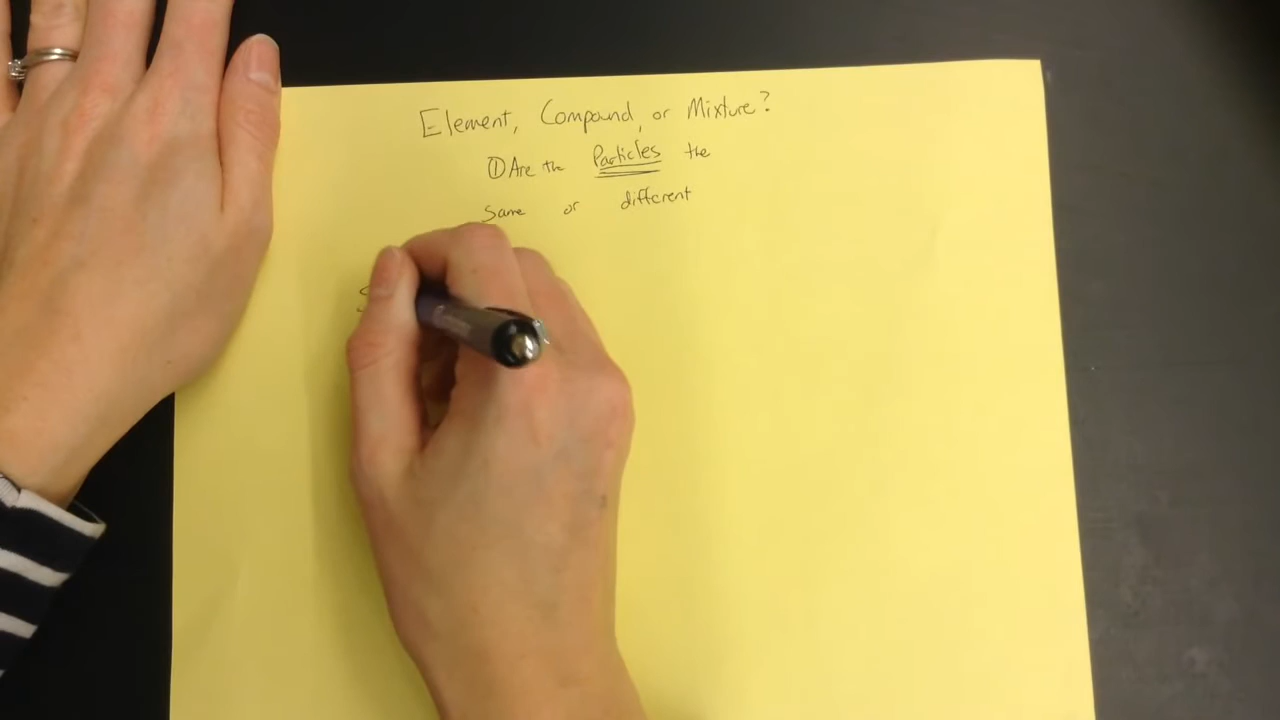 Element, Compound, or Mixture?
① Are the Particles the
Same or different
S